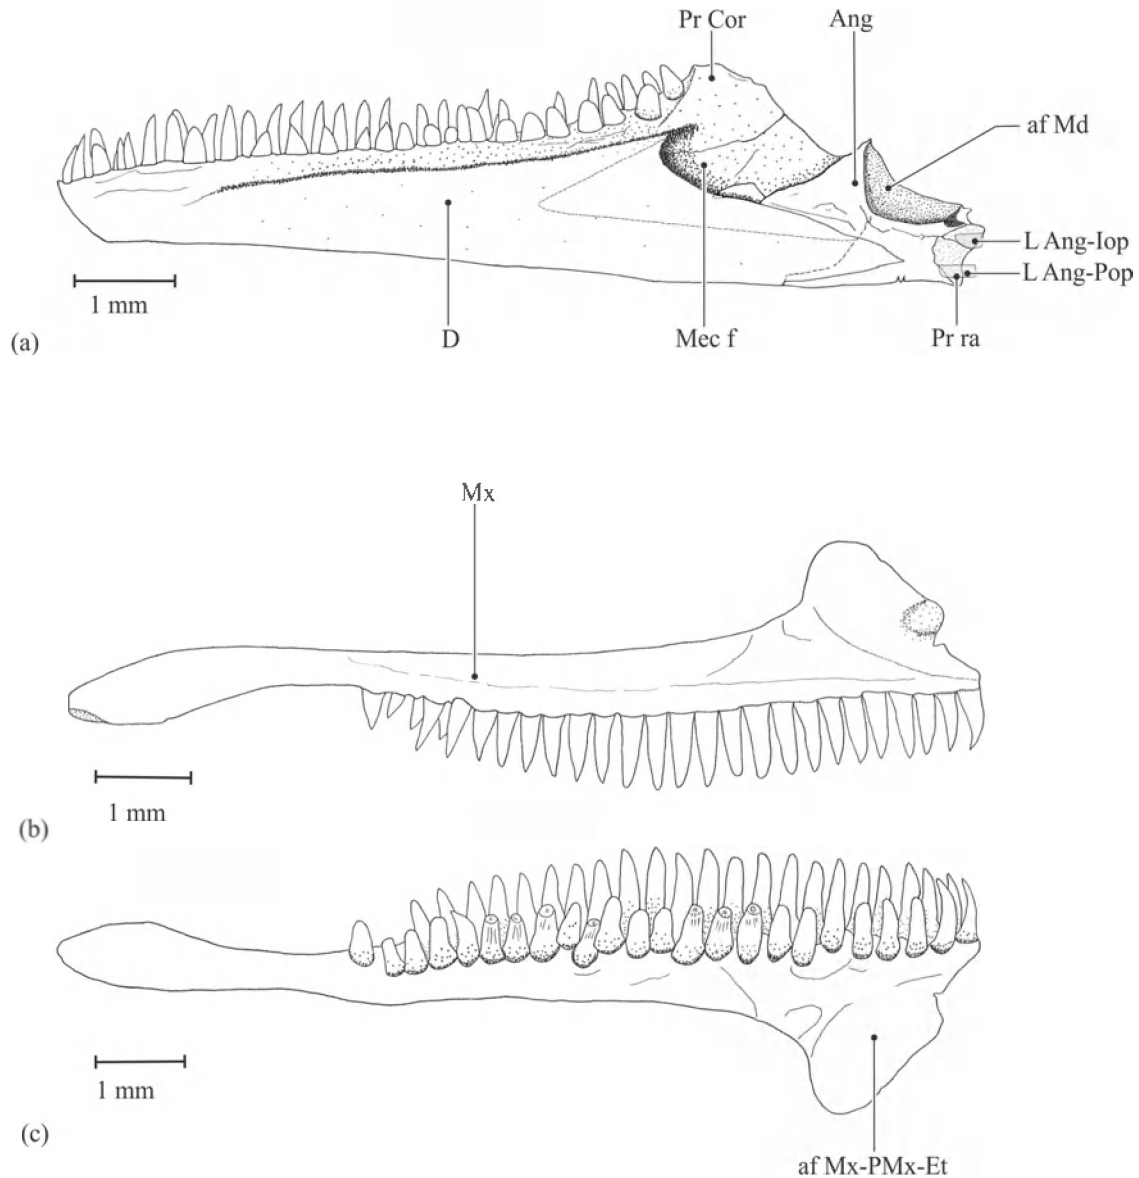 Pr Cor
Ang
af Md
L Ang-Iop
L Ang-Pop
1 mm
D
Mec f
Pr ra
(a)
Mx
1 mm
(b)
1 mm
(c)
af Mx-PMx-Et